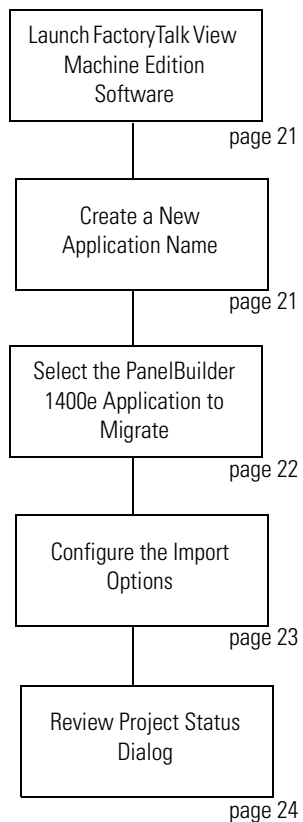 Launch FactoryTalk View
Machine Edition
Software
page 21
Create a New
Application Name
page 21
Select the PanelBuilder
1400e Application to
Migrate
page 22
Configure the Import
Options
page 23
Review Project Status
Dialog
page 24